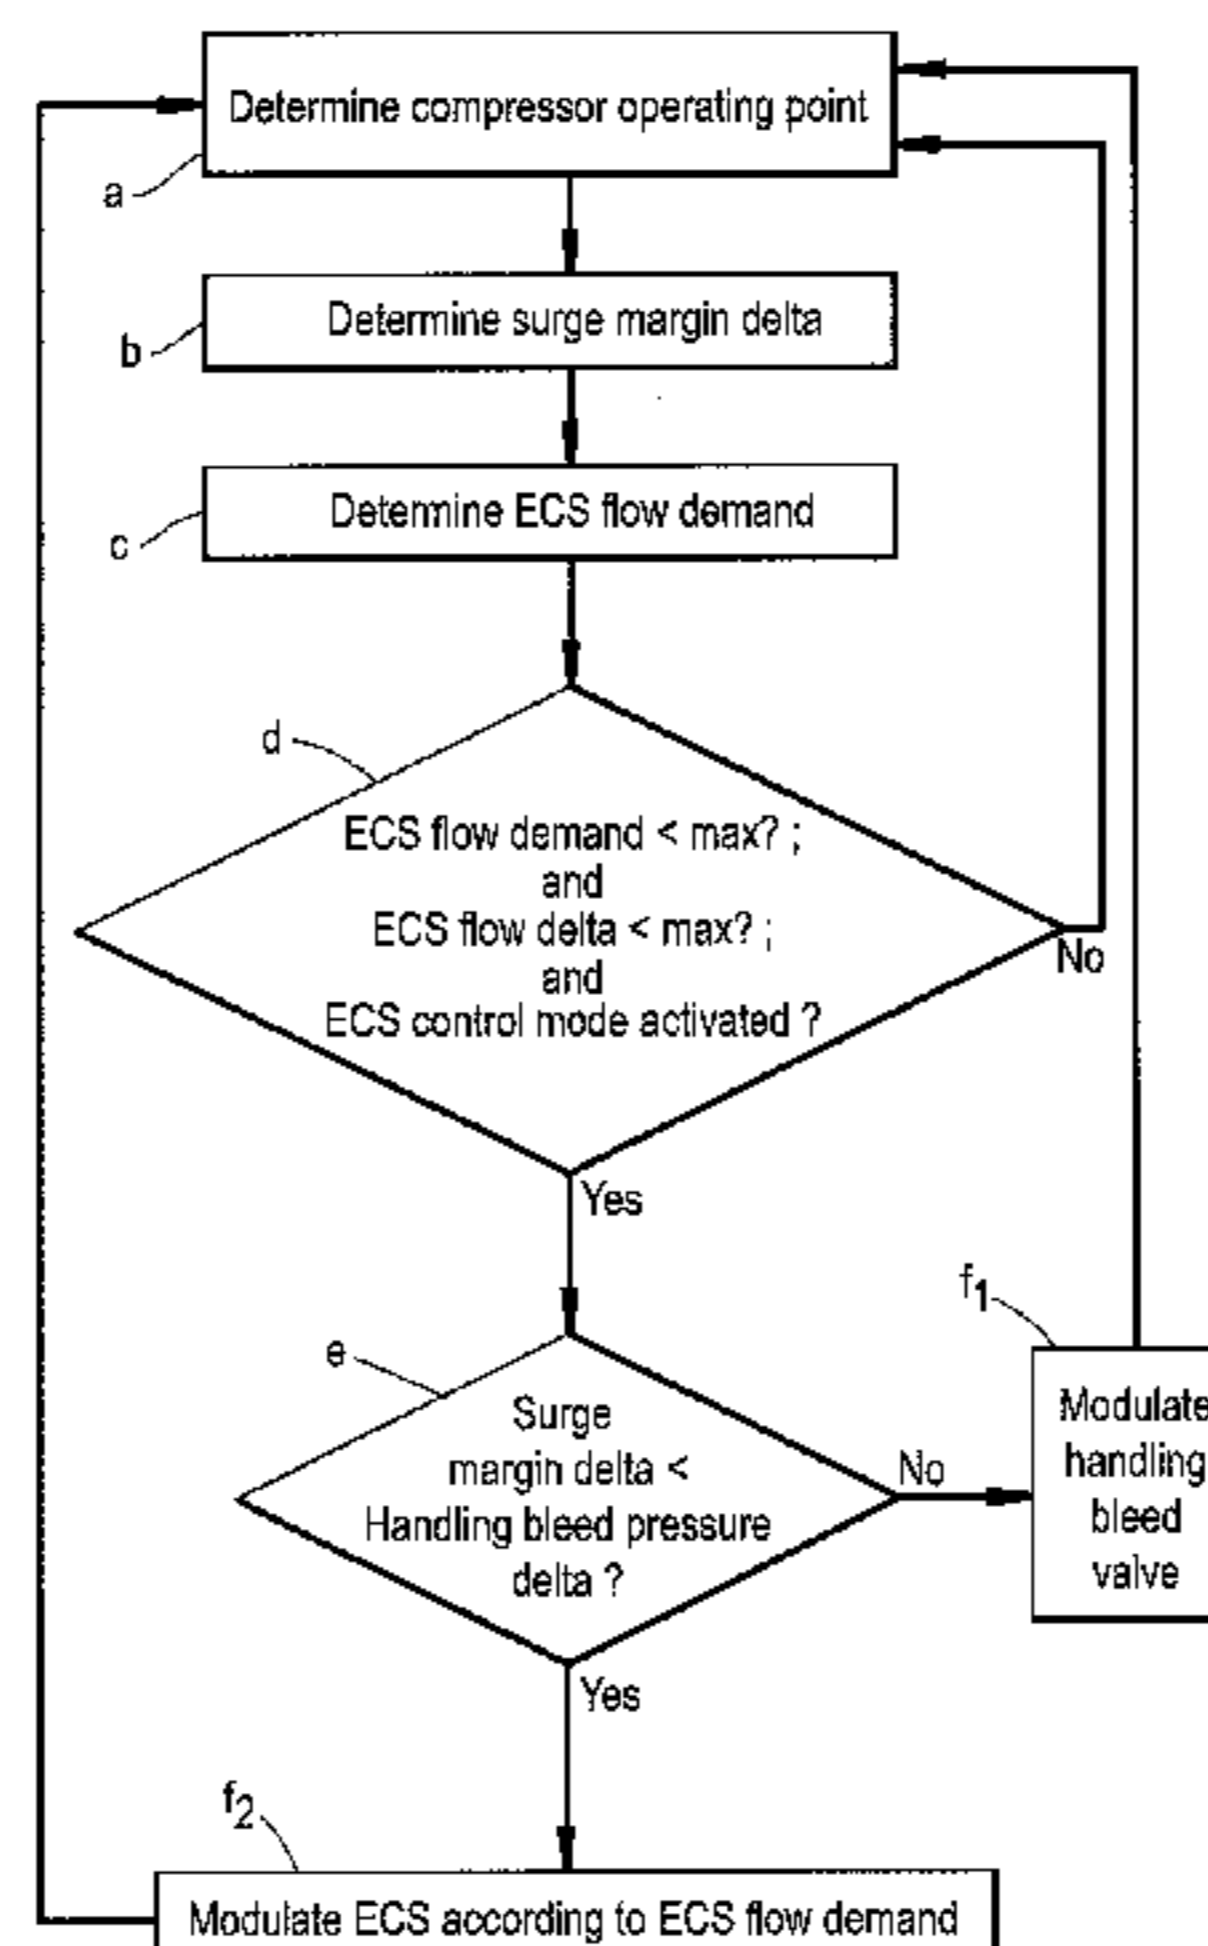 Determine compressor operating point
a
Determine surge margin delta
b
Determine ECS flow demand
c
d
ECS flow demand < max? ;
and
ECS flow delta < max? ;
and
ECS control mode activated ?
No
Yes
e
Surge
margin delta <
Handling bleed pressure
delta ?
No
f1
Modulate
handling
bleed
valve
Yes
f2
Modulate ECS according to ECS flow demand